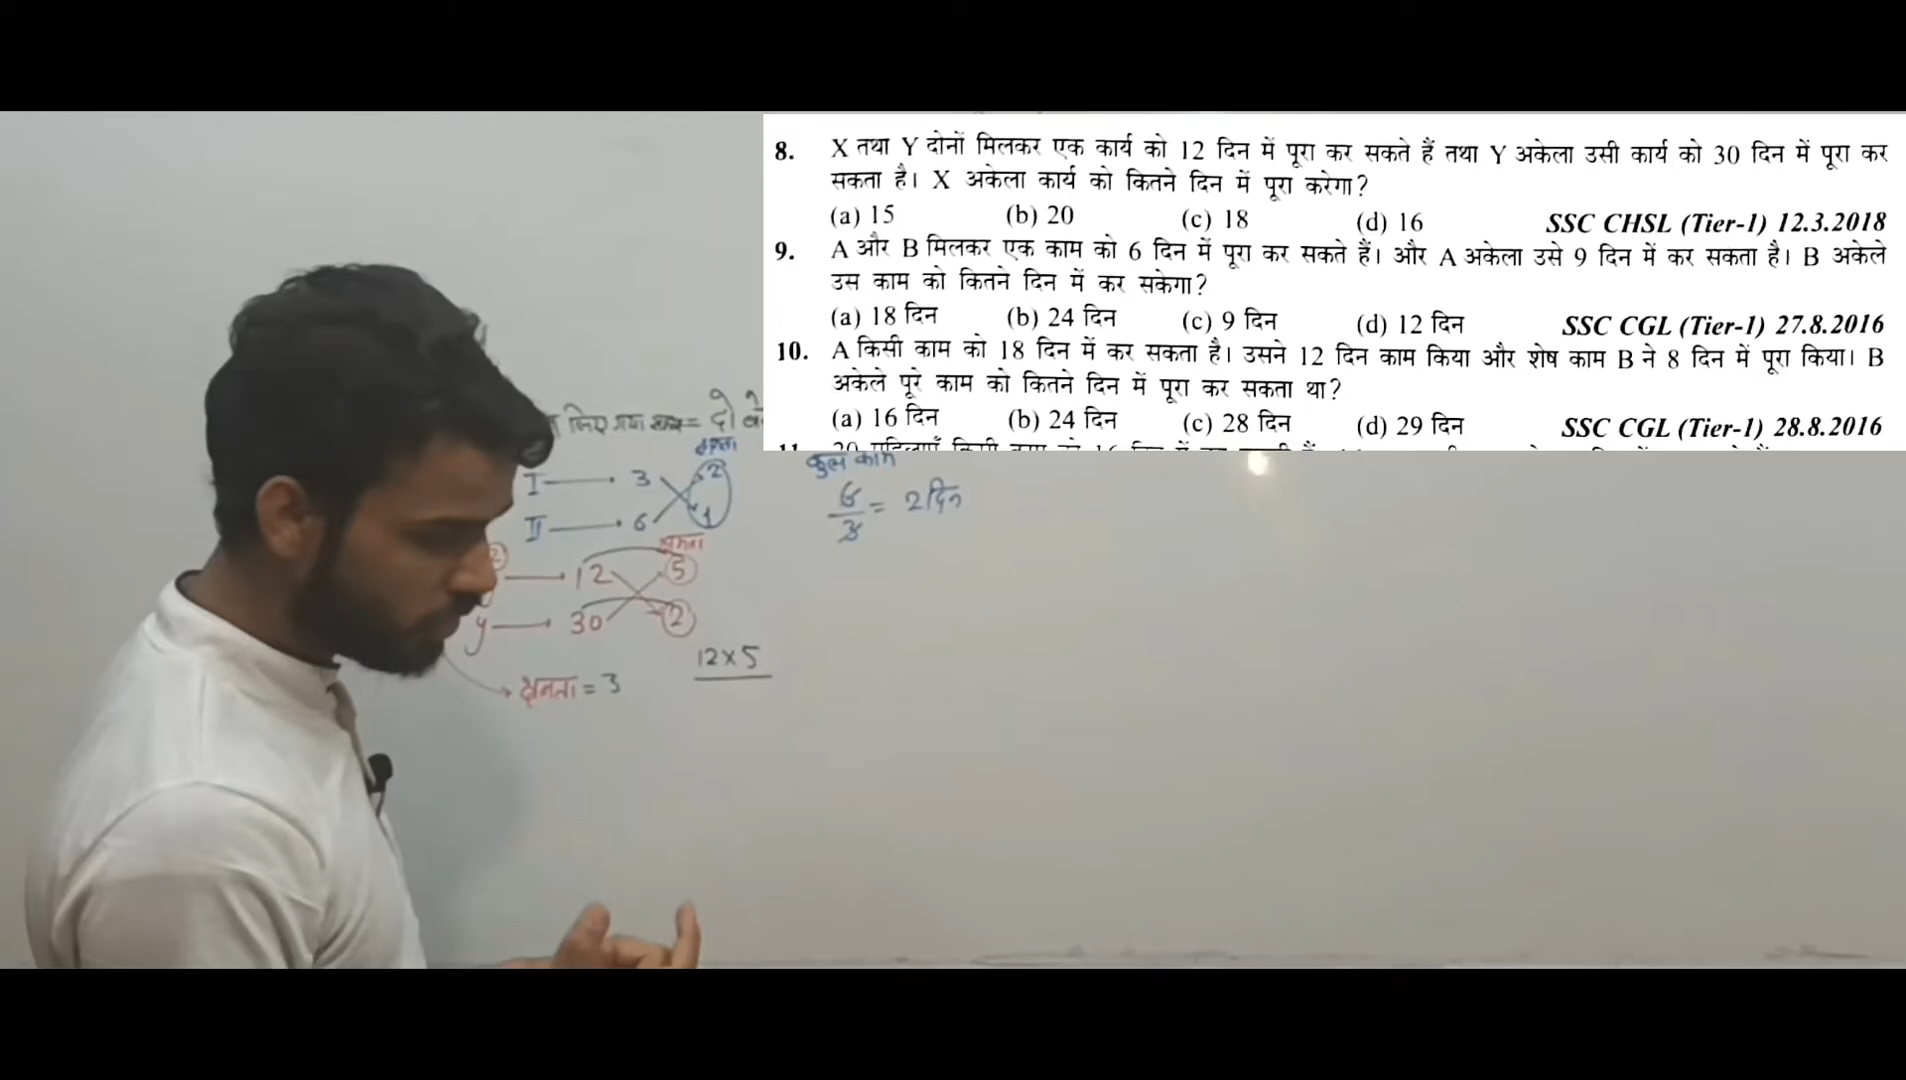 8. X तथा Y दोनों मिलकर एक कार्य को 12 दिन में पूरा कर सकते हैं तथा Y अकेला उसी कार्य को 30 दिन में पूरा कर
सकता है। X अकेला कार्य को कितने दिन में पूरा करेगा?
(a) 15 (b) 20 (c) 18 (d) 16 SSC CHSL (Tier-1) 12.3.2018
9. A और B मिलकर एक काम को 6 दिन में पूरा कर सकते हैं। और A अकेला उसे 9 दिन में कर सकता है। B अकेले
उस काम को कितने दिन में कर सकेगा?
(a) 18 दिन (b) 24 दिन (c) 9 दिन (d) 12 दिन SSC CGL (Tier-1) 27.8.2016
10. A किसी काम को 18 दिन में कर सकता है। उसने 12 दिन काम किया और शेष काम B ने 8 दिन में पूरा किया। B
अकेले पूरे काम को कितने दिन में पूरा कर सकता था?
(a) 16 दिन (b) 24 दिन (c) 28 दिन (d) 29 दिन SSC CGL (Tier-1) 28.8.2016
लिए गया = दो
क्षमता कुल काम
I 3 2
II 6 1
6/3 = 2 दिन
क्षमता
12 5
y 30 2
12×5
क्षमता = 3